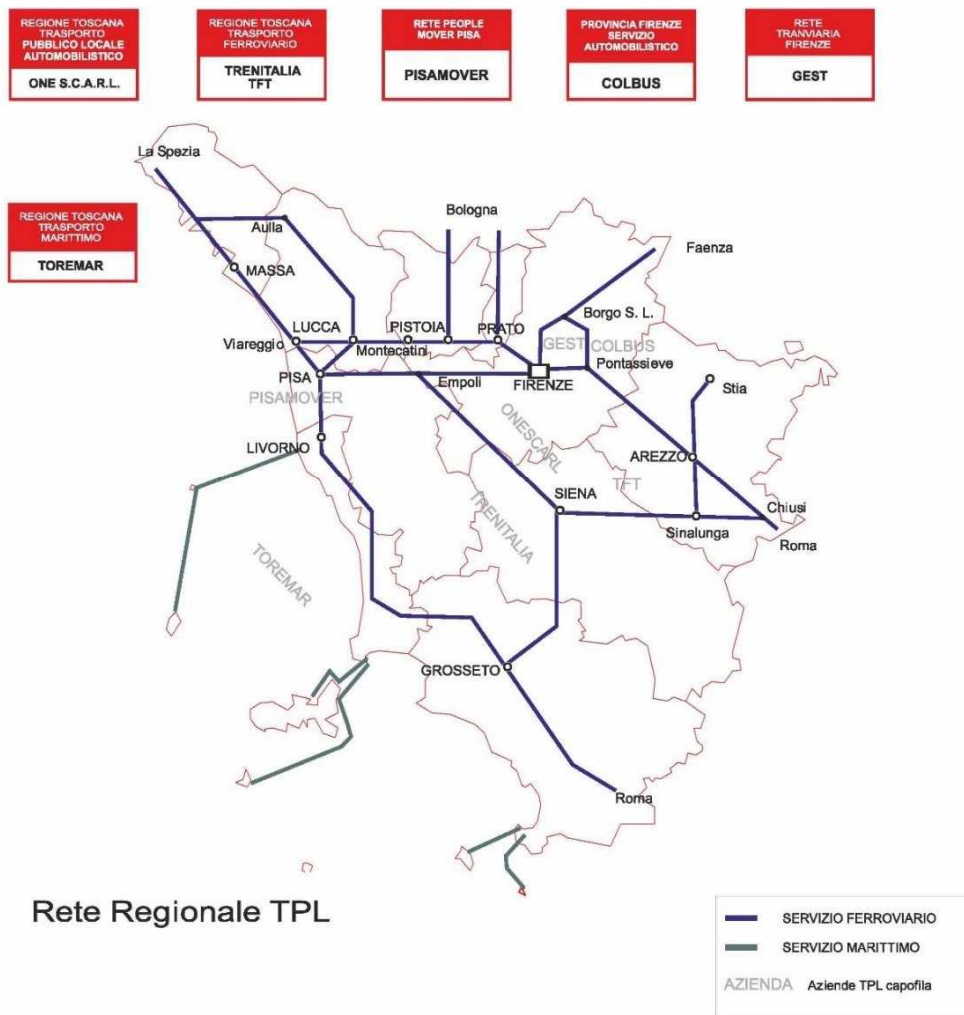 REGIONE TOSCANA
TRASPORTO
PUBBLICO LOCALE
AUTOMOBILISTICO
ONE S.C.A.R.L.
REGIONE TOSCANA
TRASPORTO
FERROVIARIO
TRENITALIA
TFT
RETE PEOPLE
MOVER PISA
PISAMOVER
PROVINCIA FIRENZE
SERVIZIO
AUTOMOBILISTICO
COLBUS
RETE
TRANVIARIA
FIRENZE
GEST
REGIONE TOSCANA
TRASPORTO
MARITTIMO
TOREMAR
La Spezia
Aulla
Bologna
Faenza
MASSA
Borgo S. L.
LUCCA
PISTOIA
PRATO
Viareggio
Montecatini
GEST
COLBUS
PISA
Empoli
FIRENZE
Pontassieve
PISAMOVER
Stia
ONESCARL
LIVORNO
AREZZO
TFT
SIENA
TRENITALIA
Chiusi
Sinalunga
Roma
TOREMAR
GROSSETO
Roma
Rete Regionale TPL
SERVIZIO FERROVIARIO
SERVIZIO MARITTIMO
AZIENDA Aziende TPL capofila